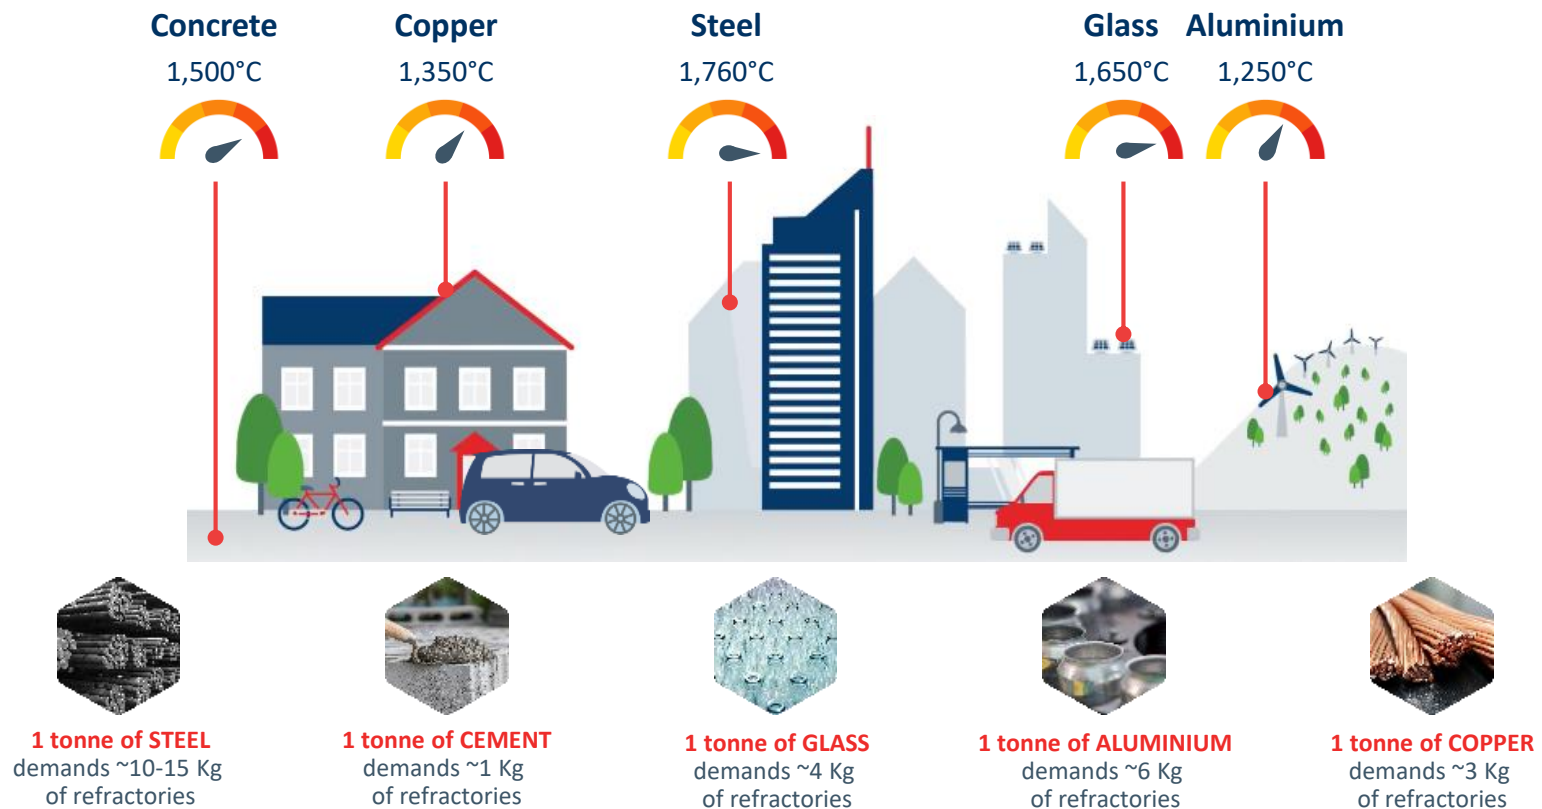 Concrete
1,500°C
Copper
1,350°C
Steel
1,760°C
Glass
1,650°C
Aluminium
1,250°C
1 tonne of STEEL
demands ~10-15 Kg
of refractories
1 tonne of CEMENT
demands ~1 Kg
of refractories
1 tonne of GLASS
demands ~4 Kg
of refractories
1 tonne of ALUMINIUM
demands ~6 Kg
of refractories
1 tonne of COPPER
demands ~3 Kg
of refractories